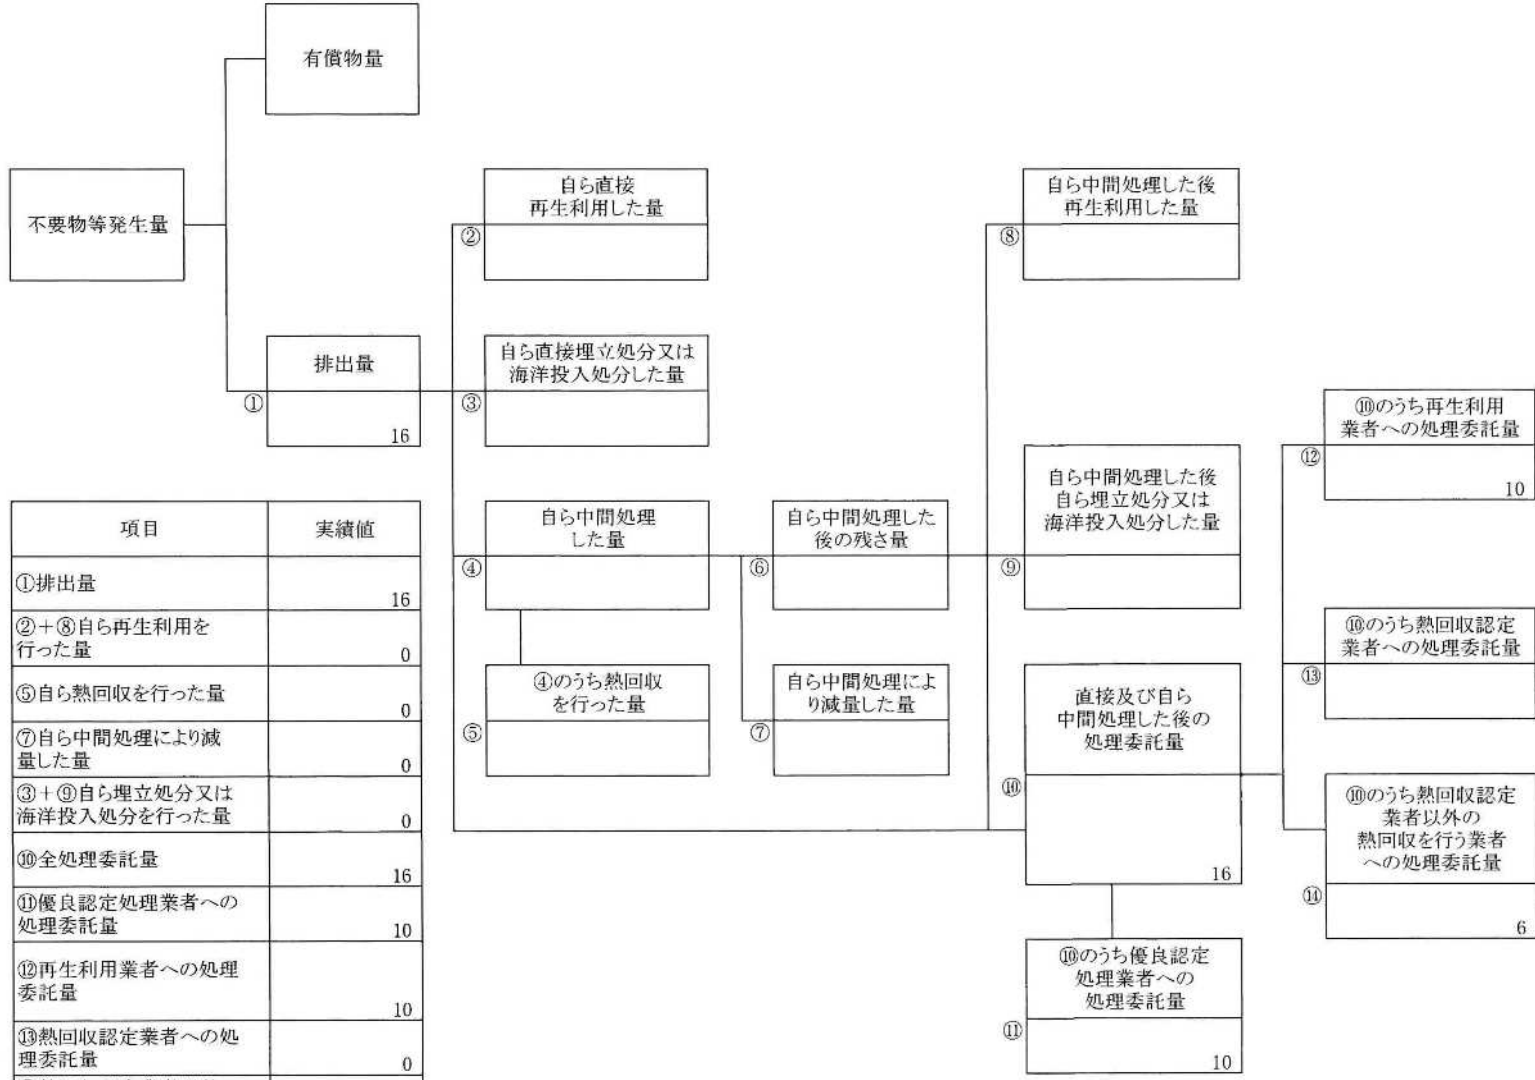 有償物量
不要物等発生量
排出量
①
16
自ら直接
再生利用した量
②
自ら直接埋立処分又は
海洋投入処分した量
③
自ら中間処理
した量
④
④のうち熱回収
を行った量
⑤
自ら中間処理した
後の残さ量
⑥
自ら中間処理によ
り減量した量
⑦
自ら中間処理した後
再生利用した量
⑧
自ら中間処理した後
自ら埋立処分又は
海洋投入処分した量
⑨
直接及び自ら
中間処理した後の
処理委託量
⑩
16
⑩のうち優良認定
処理業者への
処理委託量
⑪
10
⑩のうち再生利用
業者への処理委託量
⑫
10
⑩のうち熱回収認定
業者への処理委託量
⑬
⑩のうち熱回収認定
業者以外の
熱回収を行う業者
への処理委託量
⑭
6
項目 実績値
①排出量
16
②+⑧自ら再生利用を
行った量
0
⑤自ら熱回収を行った量
0
⑦自ら中間処理により減
量した量
0
③+⑨自ら埋立処分又は
海洋投入処分を行った量
0
⑩全処理委託量
16
⑪優良認定処理業者への
処理委託量
10
⑫再生利用業者への処理
委託量
10
⑬熱回収認定業者への処
理委託量
0